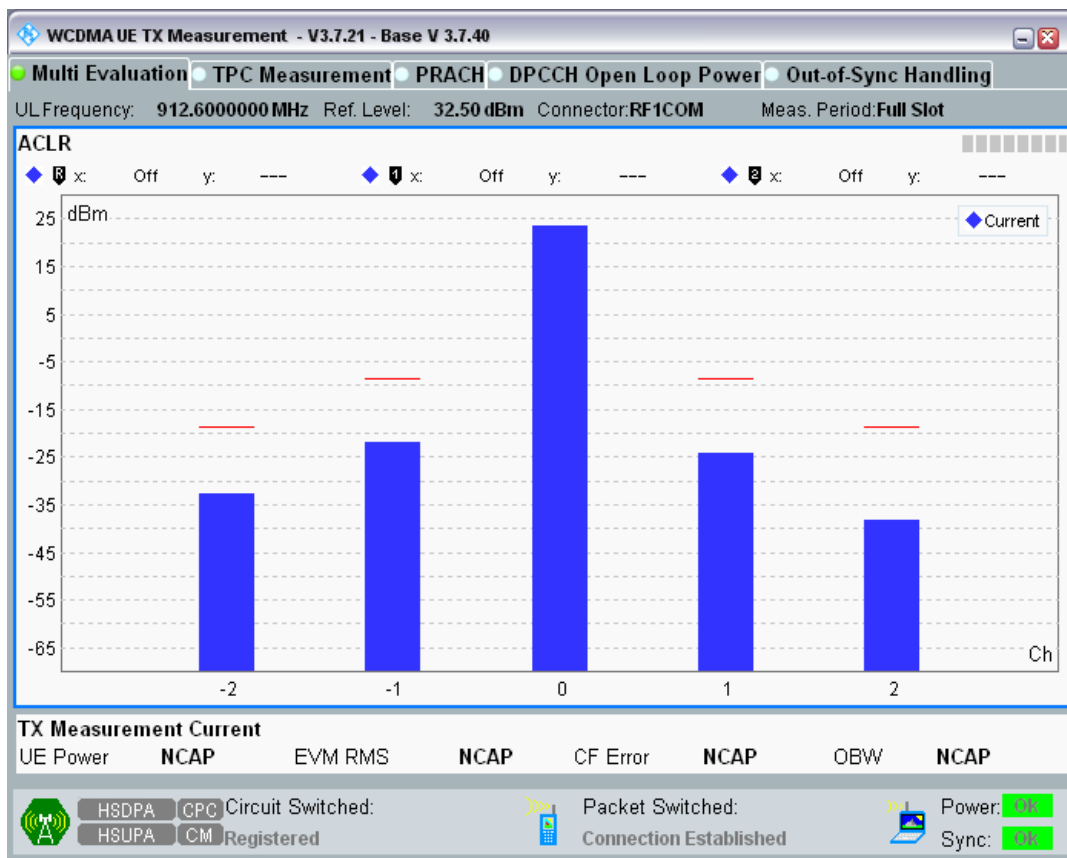 WCDMA UE TX Measurement - V3.7.21 - Base V 3.7.40
Multi Evaluation TPC Measurement PRACH DPCCH Open Loop Power Out-of-Sync Handling
UL Frequency: 912.6000000 MHz Ref. Level: 32.50 dBm Connector:RF1COM Meas. Period:Full Slot
ACLR
R x: Off y: --- 1 x: Off y: --- 2 x: Off y: ---
dBm
Current
25
15
5
-5
-15
-25
-35
-45
-55
-65
Ch
-2 -1 0 1 2
TX Measurement Current
UE Power NCAP EVM RMS NCAP CF Error NCAP OBW NCAP
HSDPA CPC Circuit Switched: Packet Switched: Power: Ok
HSUPA CM Registered Connection Established Sync: Ok